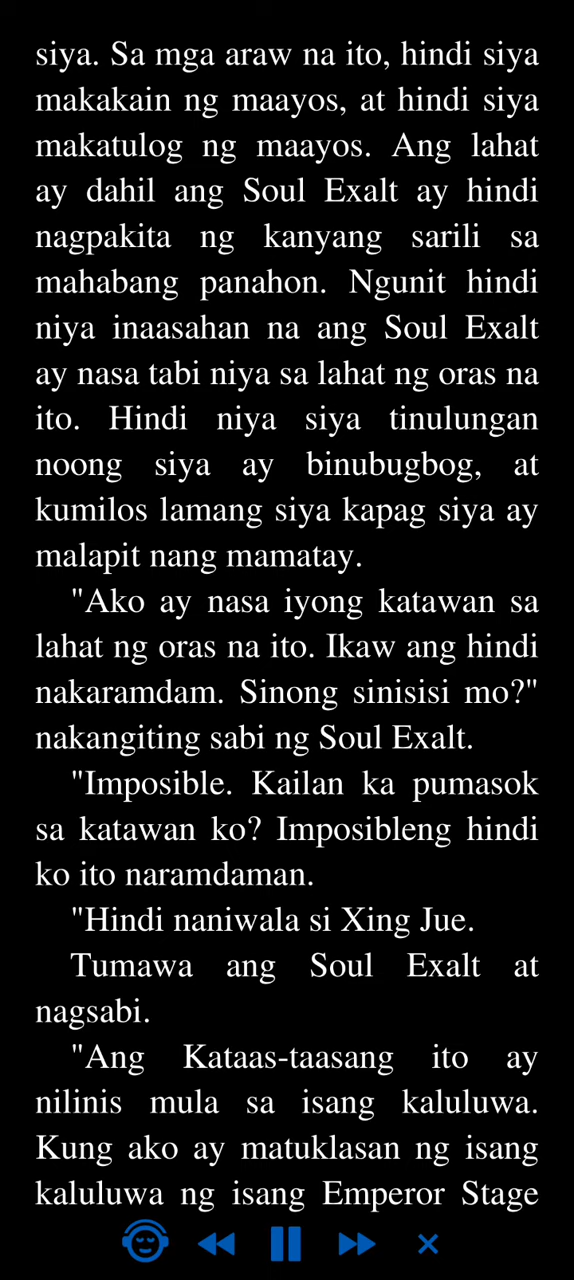 siya. Sa mga araw na ito, hindi siya
makakain ng maayos, at hindi siya
makatulog ng maayos. Ang lahat
ay dahil ang Soul Exalt ay hindi
nagpakita ng kanyang sarili sa
mahabang panahon. Ngunit hindi
niya inaasahan na ang Soul Exalt
ay nasa tabi niya sa lahat ng oras na
ito. Hindi niya siya tinulungan
noong siya ay binubugbog, at
kumilos lamang siya kapag siya ay
malapit nang mamatay.
"Ako ay nasa iyong katawan sa
lahat ng oras na ito. Ikaw ang hindi
nakaramdam. Sinong sinisisi mo?"
nakangiting sabi ng Soul Exalt.
"Imposible. Kailan ka pumasok
sa katawan ko? Imposibleng hindi
ko ito naramdaman.
"Hindi naniwala si Xing Jue.
Tumawa ang Soul Exalt at
nagsabi.
"Ang Kataas-taasang ito ay
nilinis mula sa isang kaluluwa.
Kung ako ay matuklasan ng isang
kaluluwa ng isang Emperor Stage